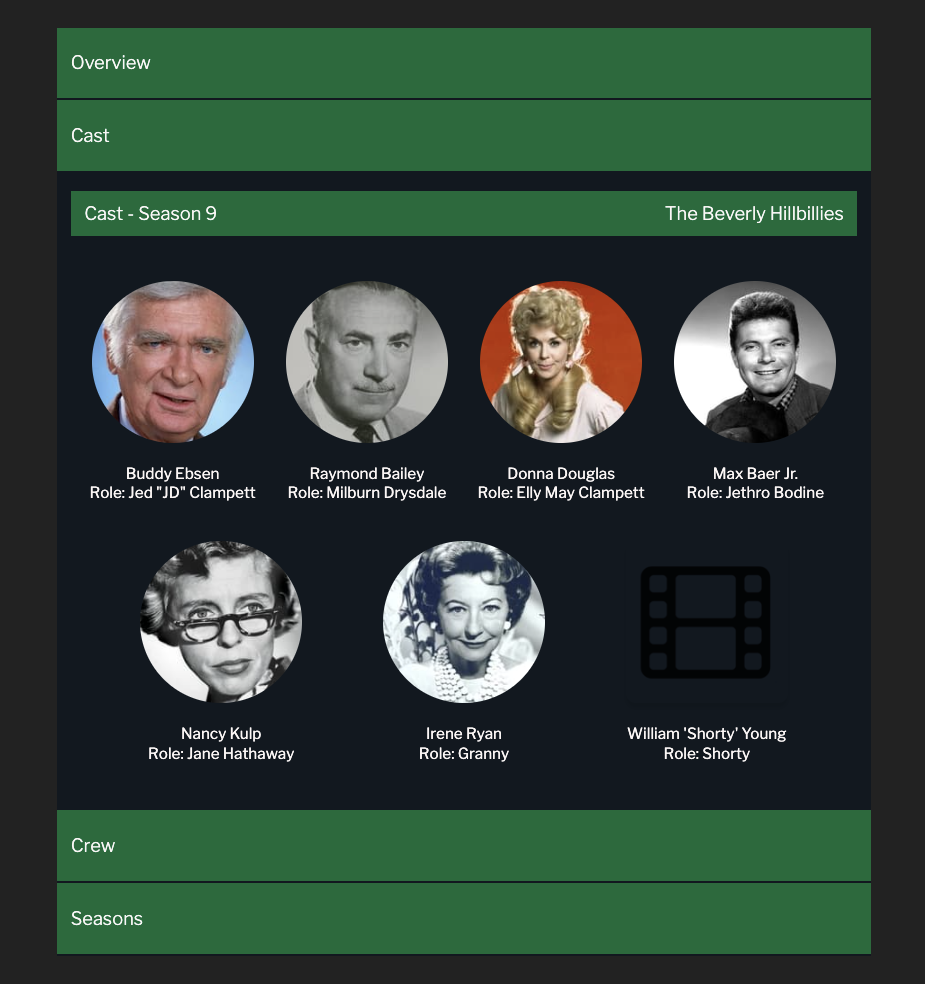 Overview
Cast
Cast - Season 9
The Beverly Hillbillies
Buddy Ebsen
Role: Jed "JD" Clampett
Raymond Bailey
Role: Milburn Drysdale
Donna Douglas
Role: Elly May Clampett
Max Baer Jr.
Role: Jethro Bodine
Nancy Kulp
Role: Jane Hathaway
Irene Ryan
Role: Granny
William 'Shorty' Young
Role: Shorty
Crew
Seasons